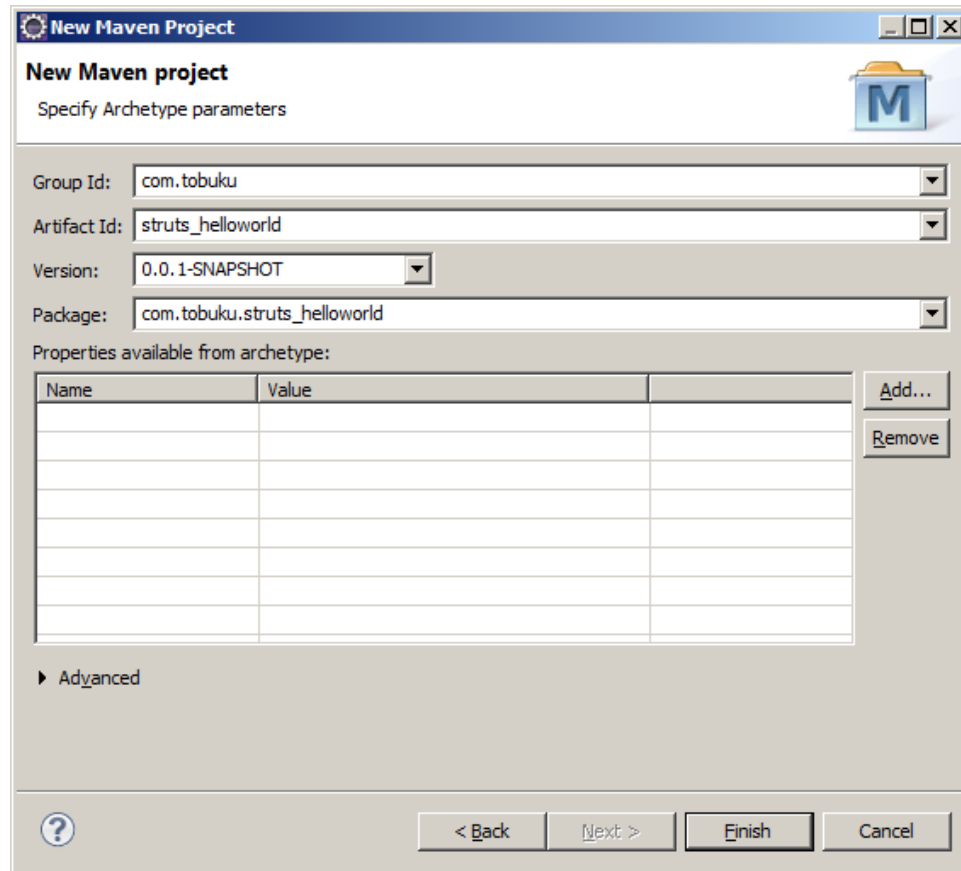 New Maven Project
New Maven project
Specify Archetype parameters
M
Group Id: com.tobuku
Artifact Id: struts_helloworld
Version: 0.0.1-SNAPSHOT
Package: com.tobuku.struts_helloworld
Properties available from archetype:
Name Value
Add...
Remove
Advanced
? < Back Next > Finish Cancel